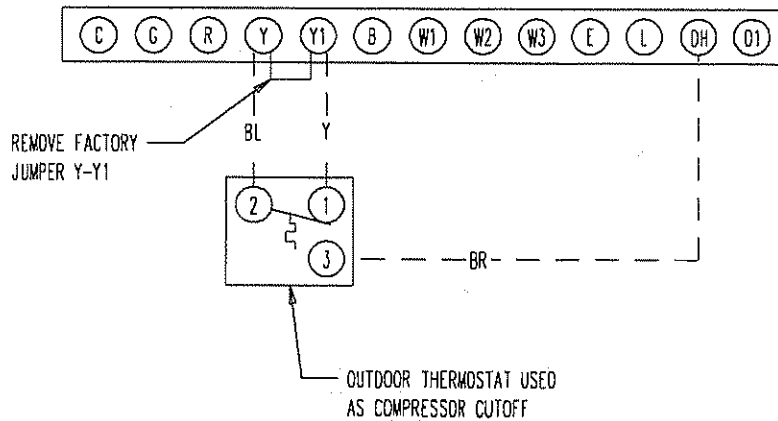 C G R Y Y1 B W1 W2 W3 E L OH O1
BL Y
REMOVE FACTORY
JUMPER Y-Y1
2 1
3
BR
OUTDOOR THERMOSTAT USED
AS COMPRESSOR CUTOFF